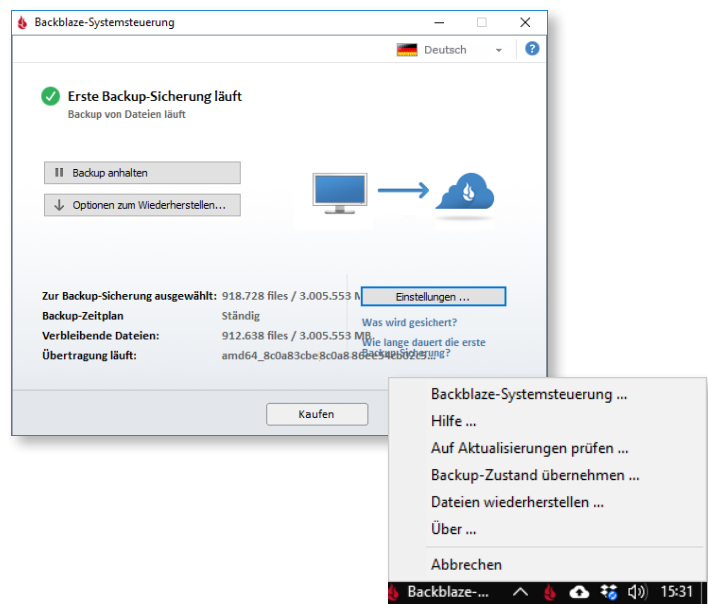 Backblaze-Systemsteuerung
Deutsch
?
Erste Backup-Sicherung läuft
Backup von Dateien läuft
Backup anhalten
Optionen zum Wiederherstellen...
Zur Backup-Sicherung ausgewählt: 918.728 files / 3.005.553 M
Einstellungen ...
Backup-Zeitplan Ständig
Was wird gesichert?
Verbleibende Dateien: 912.638 files / 3.005.553 MB
Wie lange dauert die erste
Backup-Sicherung?
Übertragung läuft: amd64_8c0a83cbe8c0a8
Kaufen
Backblaze-Systemsteuerung ...
Hilfe ...
Auf Aktualisierungen prüfen ...
Backup-Zustand übernehmen ...
Dateien wiederherstellen ...
Über ...
Abbrechen
Backblaze-... 15:31